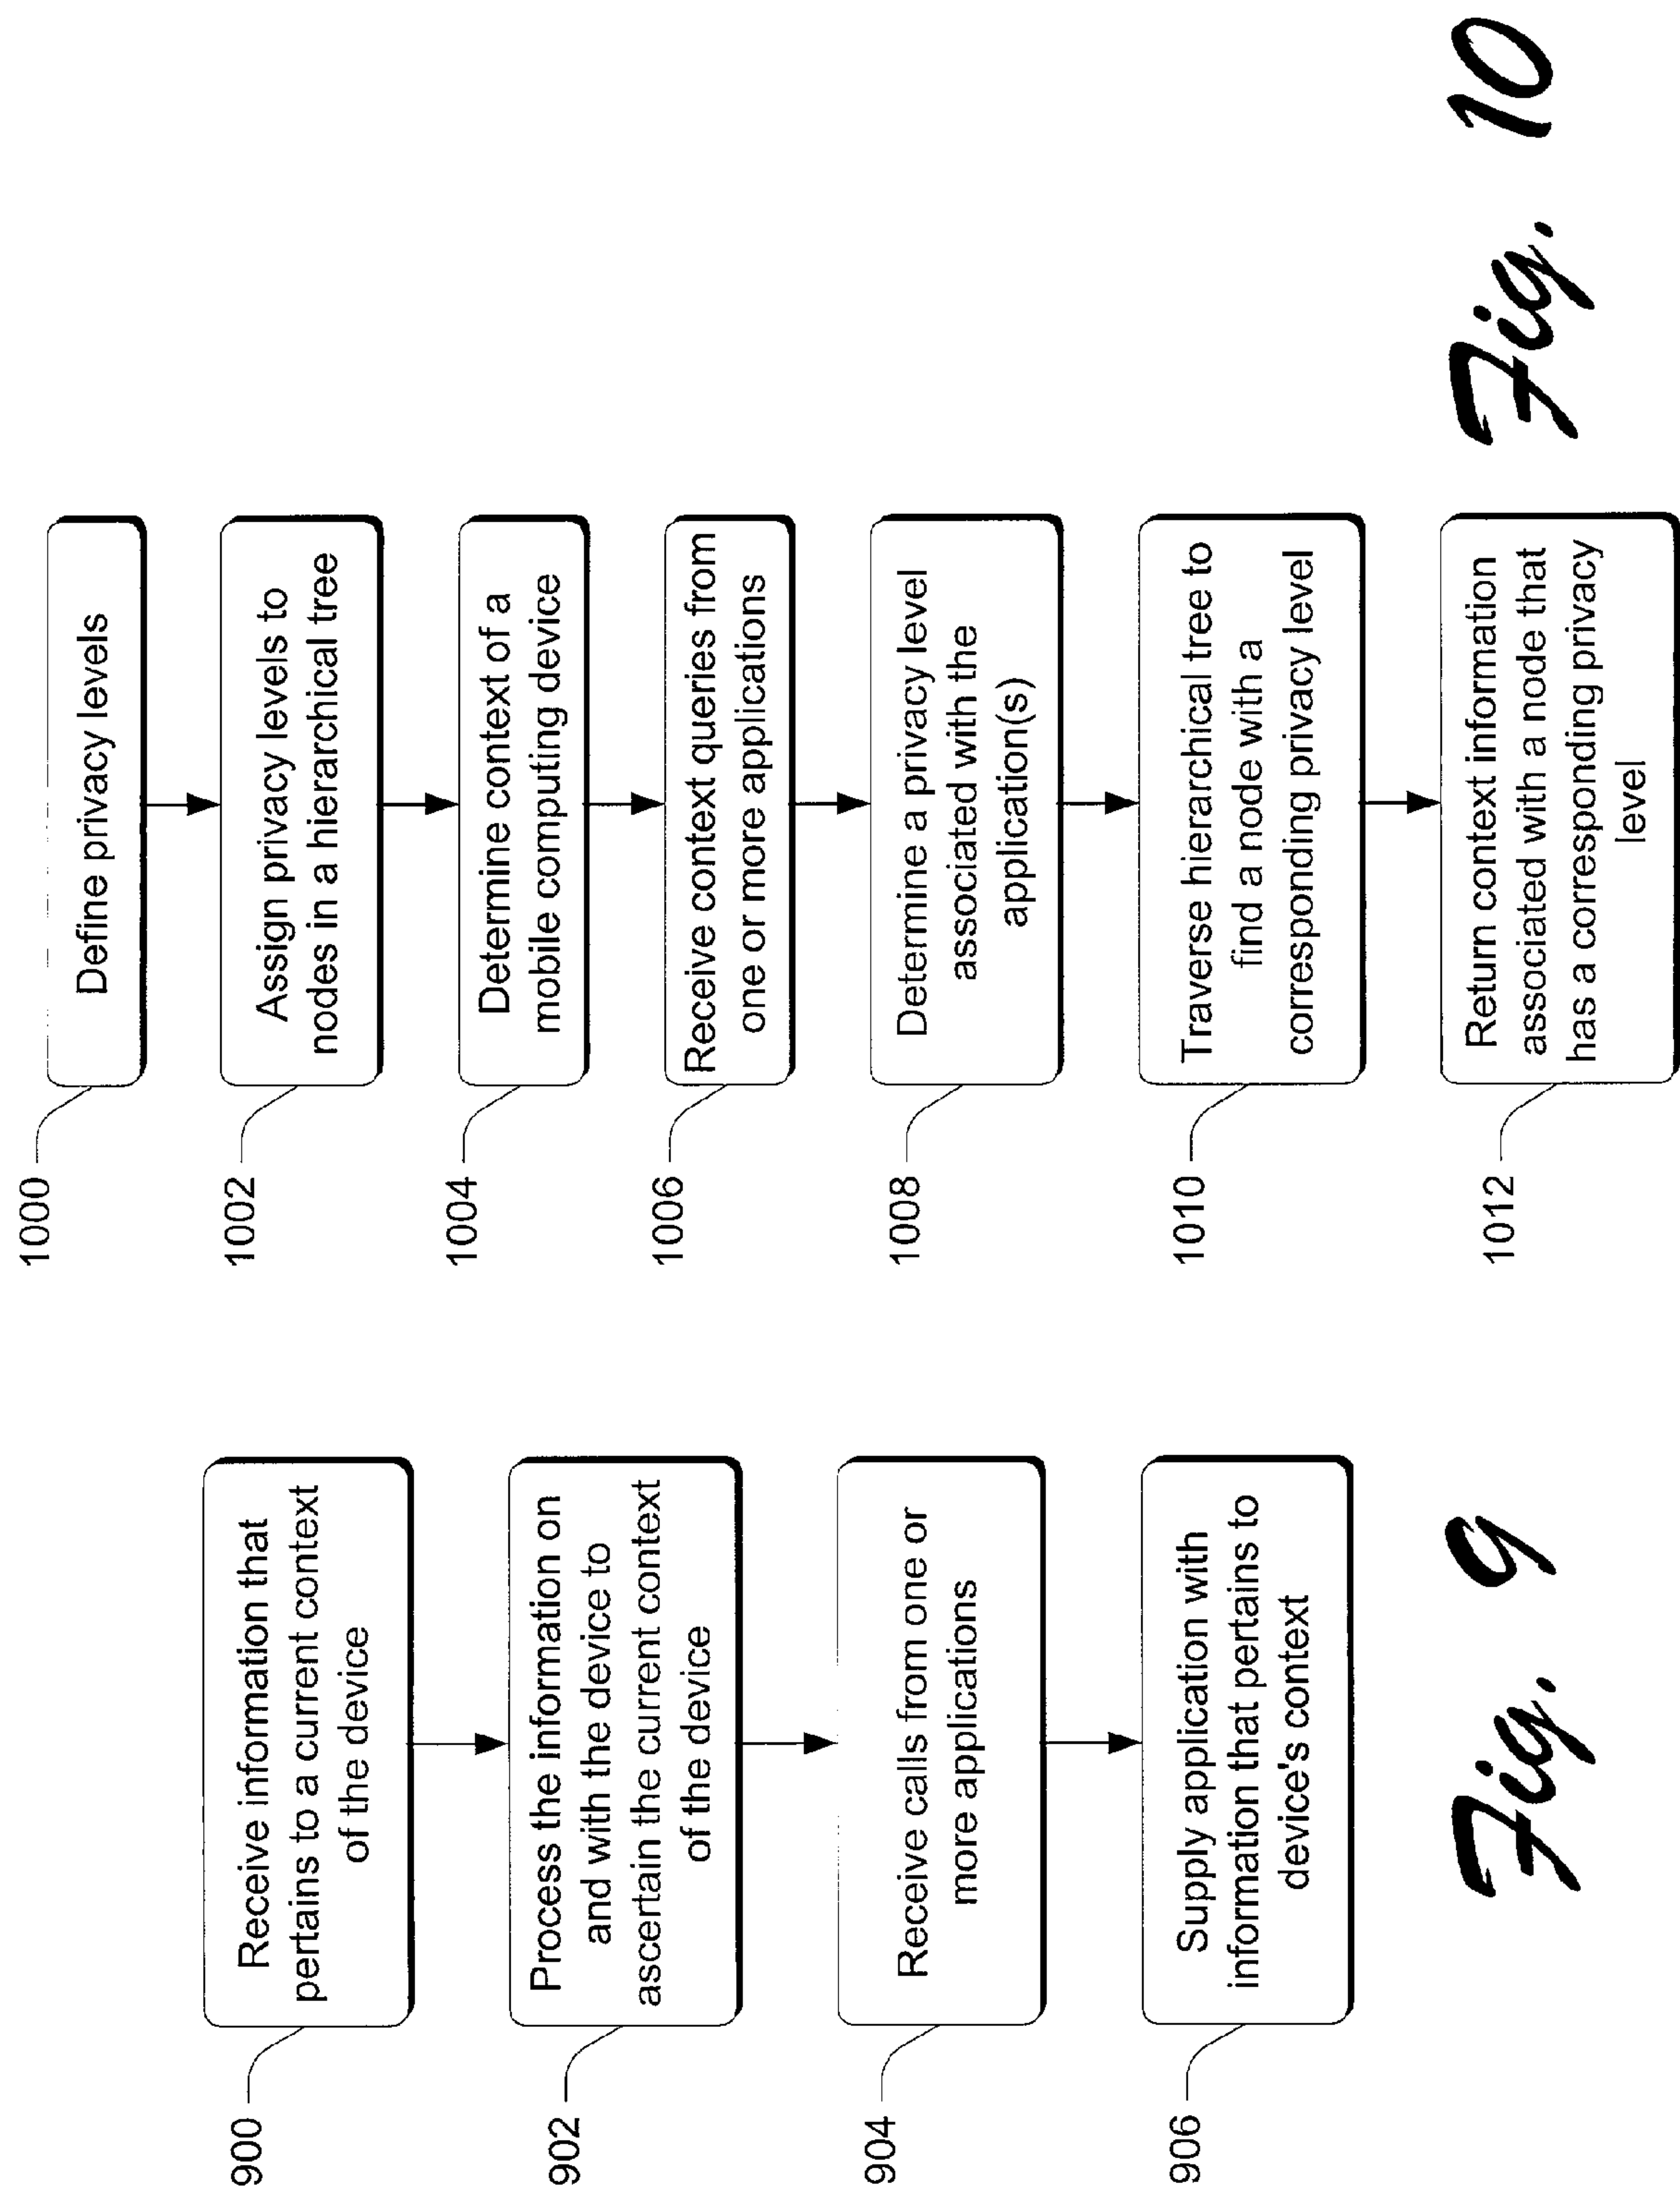 900
Receive information that
pertains to a current context
of the device
902
Process the information on
and with the device to
ascertain the current context
of the device
904
Receive calls from one or
more applications
906
Supply application with
information that pertains to
device's context
Fig. 9
1000
Define privacy levels
1002
Assign privacy levels to
nodes in a hierarchical tree
1004
Determine context of a
mobile computing device
1006
Receive context queries from
one or more applications
1008
Determine a privacy level
associated with the
application(s)
1010
Traverse hierarchical tree to
find a node with a
corresponding privacy level
1012
Return context information
associated with a node that
has a corresponding privacy
level
Fig. 10